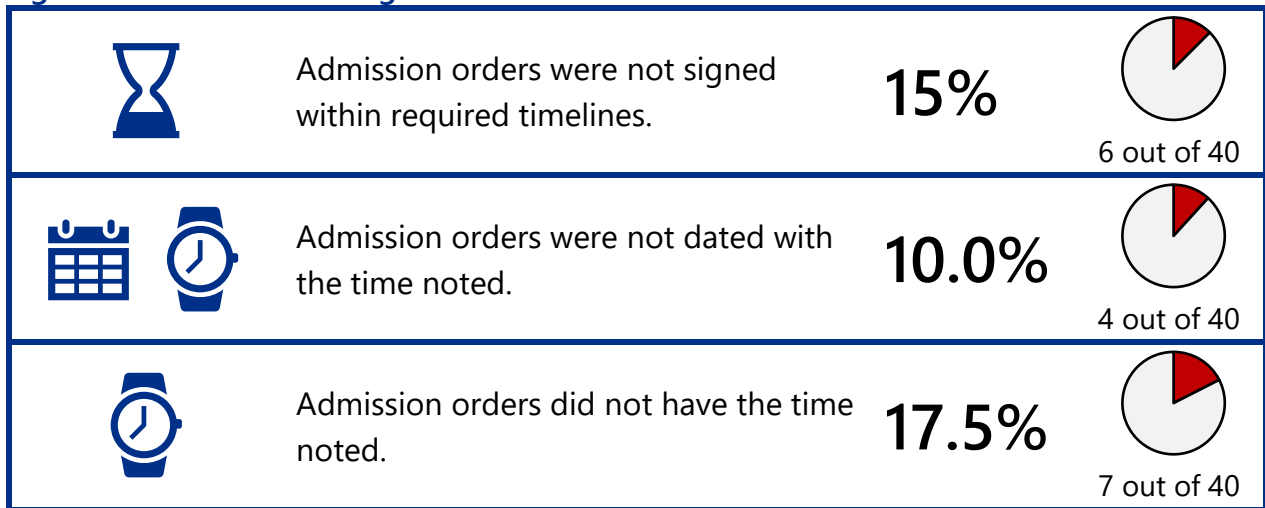 Admission orders were not signed
within required timelines.
15%
6 out of 40
Admission orders were not dated with
the time noted.
10.0%
4 out of 40
Admission orders did not have the time
noted.
17.5%
7 out of 40